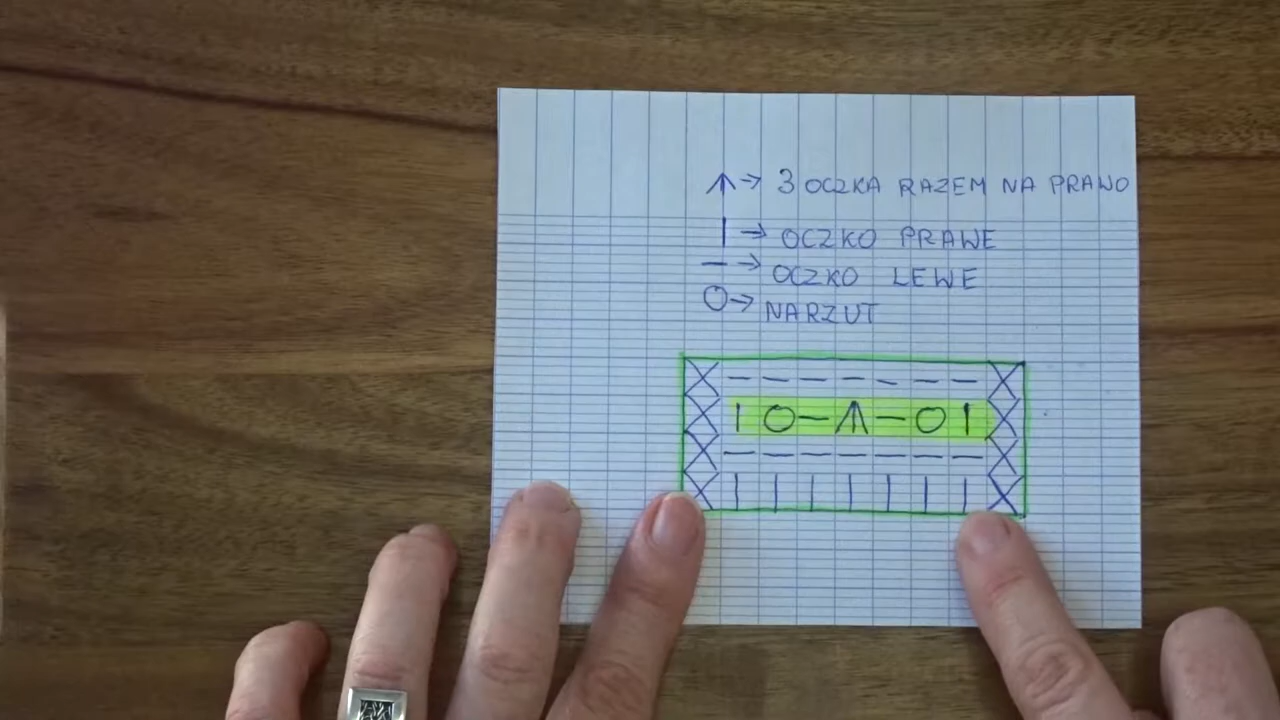 ↑ → 3 OCZKA RAZEM NA PRAWO
| → OCZKO PRAWE
— → OCZKO LEWE
O → NARZUT
X — — — — — — — X
X | O — ↑ — O | X
X — — — — — — — X
X | | | | | | | X